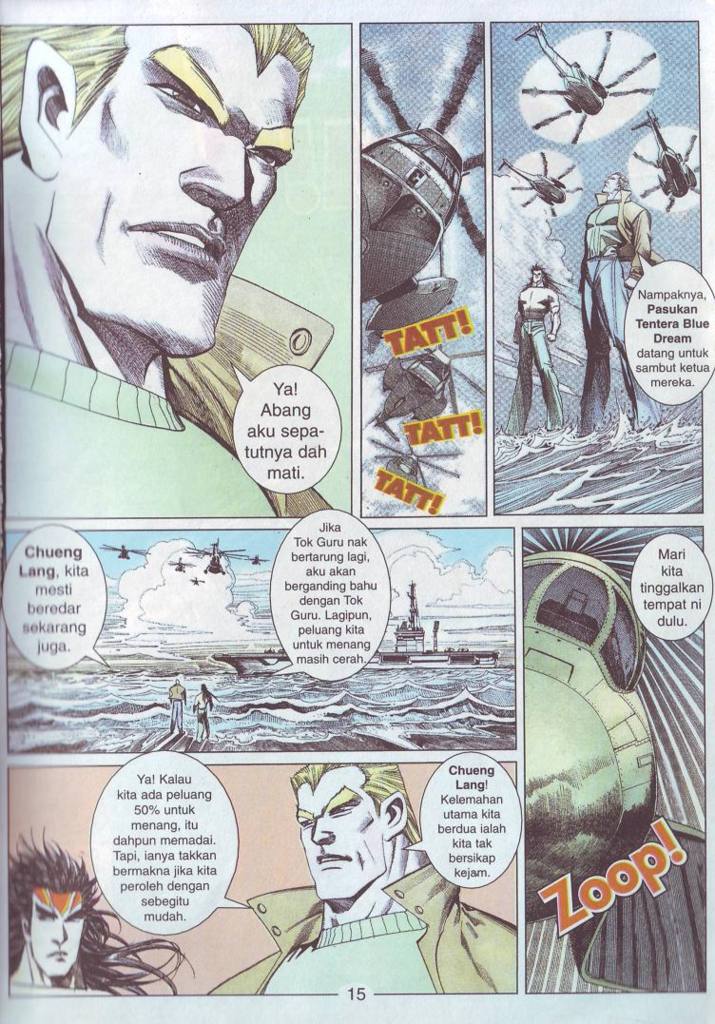 Ya!
Abang
aku sepa-
tutnya dah
mati.
TATT!
TATT!
TATT!
Nampaknya,
Pasukan
Tentera Blue
Dream
datang untuk
sambut ketua
mereka.
Chueng
Lang, kita
mesti
beredar
sekarang
juga.
Jika
Tok Guru nak
bertarung lagi,
aku akan
berganding bahu
dengan Tok
Guru. Lagipun,
peluang kita
untuk menang
masih cerah.
Mari
kita
tinggalkan
tempat ni
dulu.
Zoop!
Ya! Kalau
kita ada peluang
50% untuk
menang, itu
dahpun memadai.
Tapi, ianya takkan
bermakna jika kita
peroleh dengan
sebegitu
mudah.
Chueng
Lang!
Kelemahan
utama kita
berdua ialah
kita tak
bersikap
kejam.
15